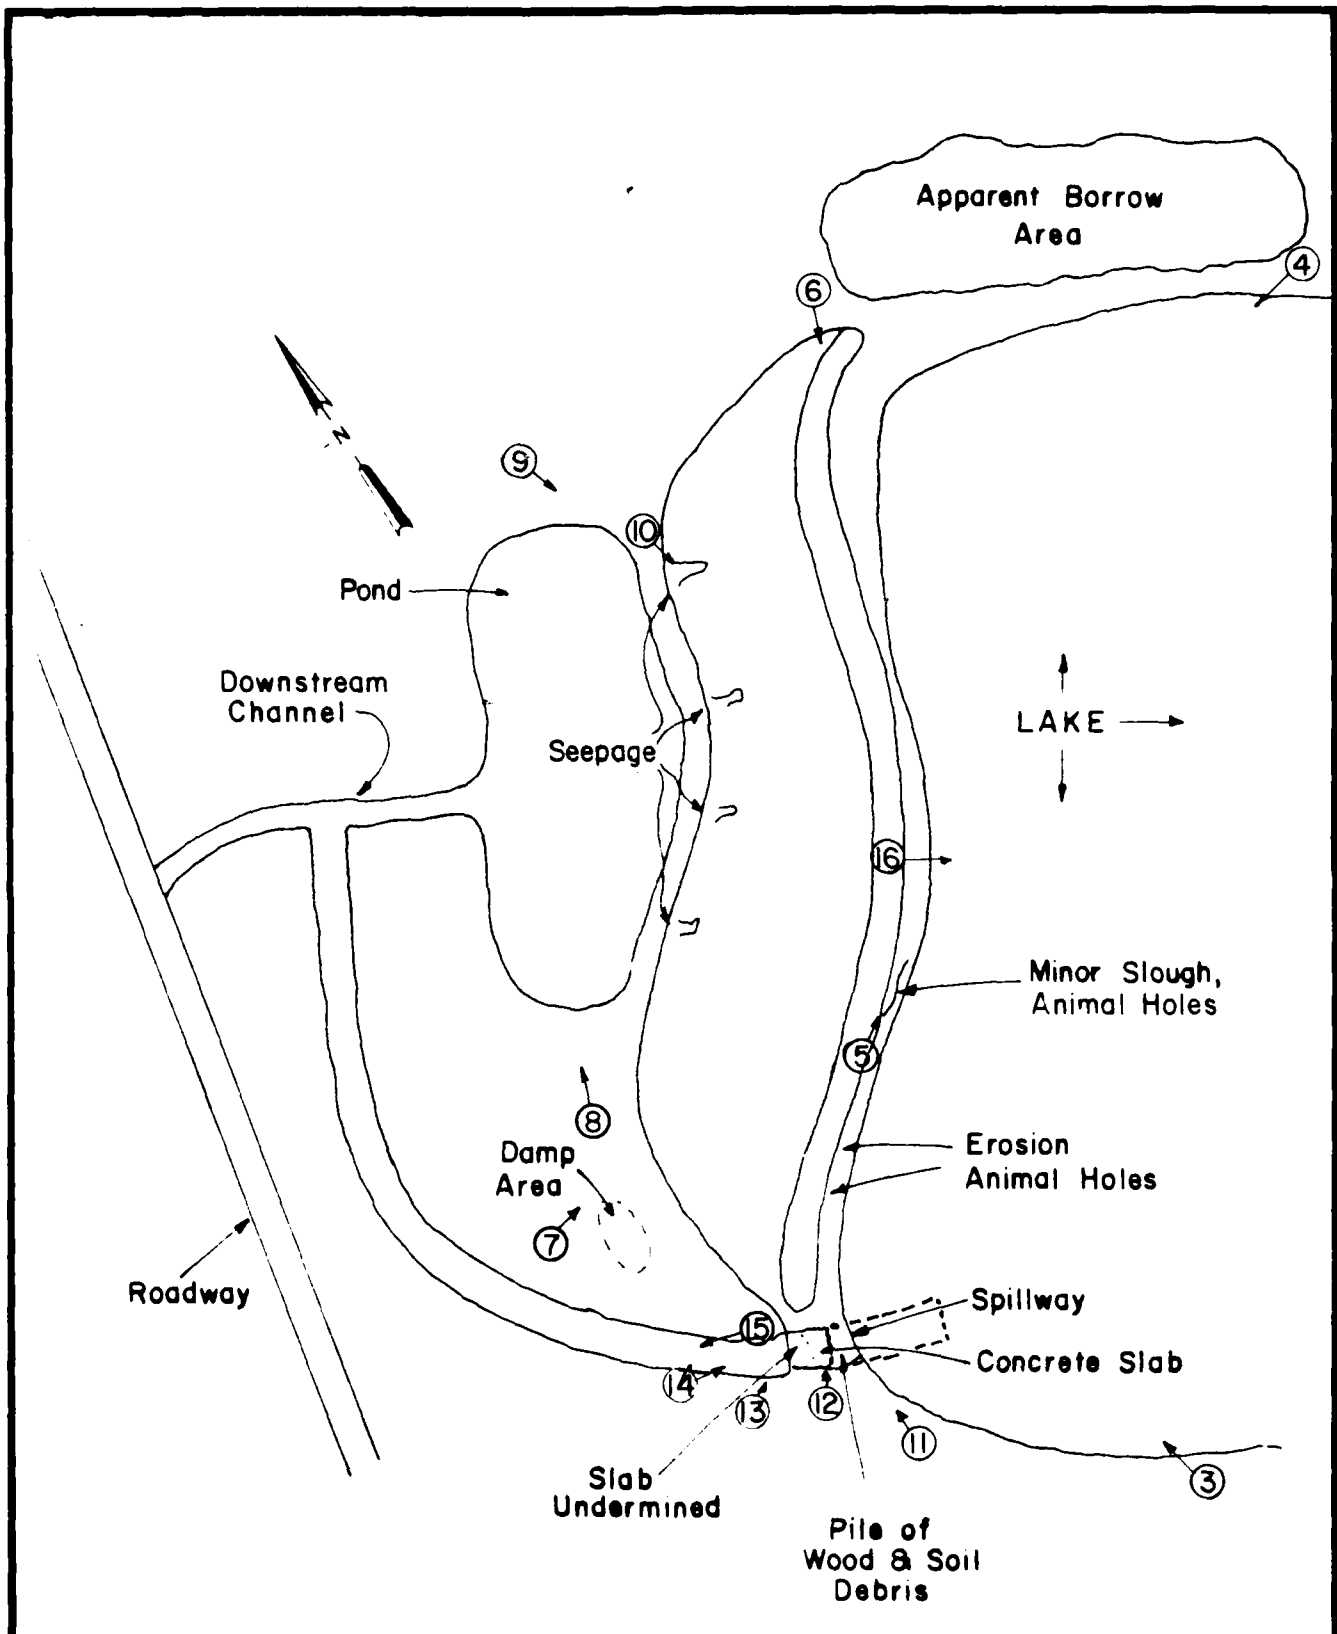 Apparent Borrow
Area
4
6
N
9
10
Pond
Downstream
Channel
LAKE
Seepage
16
Minor Slough,
Animal Holes
5
8
Damp
Area
Erosion
Animal Holes
7
Roadway
Spillway
15
Concrete Slab
14
13
12
11
3
Slab
Undermined
Pile of
Wood & Soil
Debris